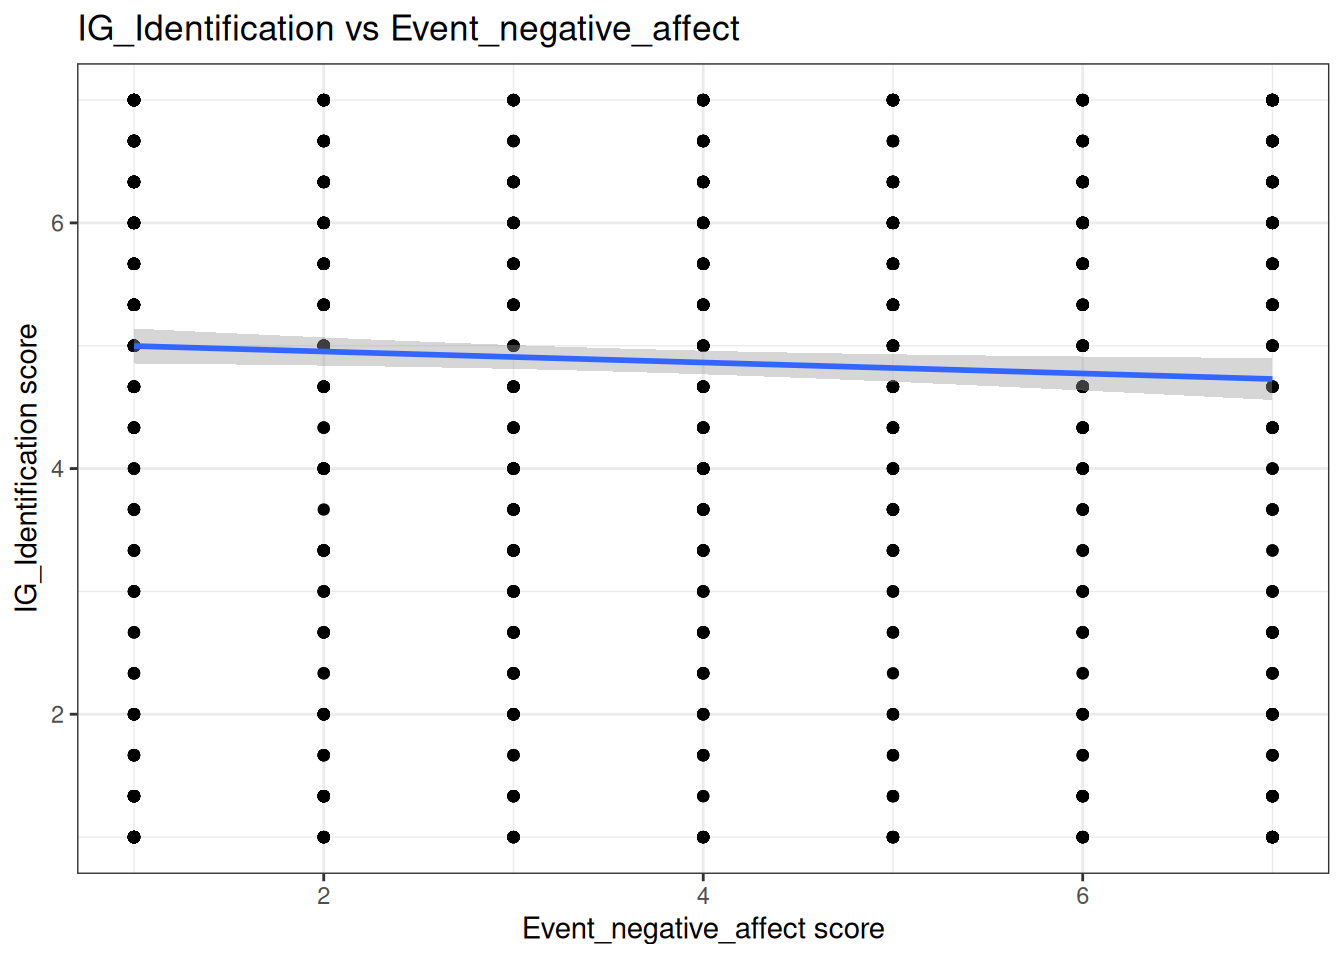 IG_Identification vs Event_negative_affect
IG_Identification score
6
4
2
2
4
6
Event_negative_affect score